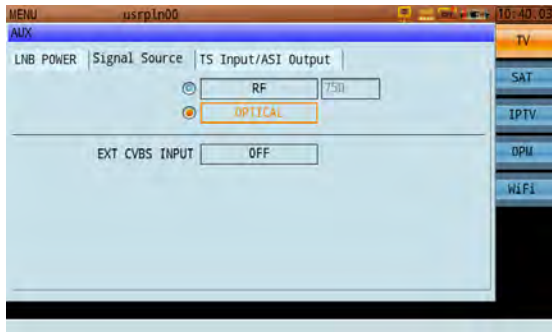 MENU usrpln00 10:40.03
AUX TV
LNB POWER Signal Source TS Input/ASI Output
SAT
RF 75Ω
OPTICAL IPTV
EXT CVBS INPUT OFF OPM
WiFi